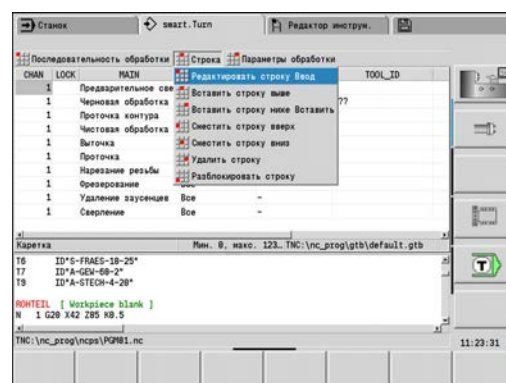 Станок smart.Turn Редактор инструм.
Последовательность обработки Строка Параметры обработки
CHAN LOCK MAIN TOOL_ID
Редактировать строку Ввод
Вставить строку выше
Вставить строку ниже Вставить
Сместить строку вверх
Сместить строку вниз
Удалить строку
Разблокировать строку
1 Предварительное све
1 Черновая обработка ??
1 Проточка контура
1 Чистовая обработка
1 Выточка
1 Проточка
1 Нарезание резьбы
1 Фрезерование Все
1 Удаление заусенцев Все -
1 Сверление Все -
Каретка Мин. 0, макс. 123… TNC:\nc_prog\gtb\default.gtb
T6 ID"S-FRAES-18-25"
T7 ID"A-GEW-60-2"
T9 ID"A-STECH-4-20"
ROHTEIL [ Workpiece blank ]
N 1 G20 X42 Z85 K0.5
TNC:\nc_prog\ncps\PGM01.nc
T
11:23:31